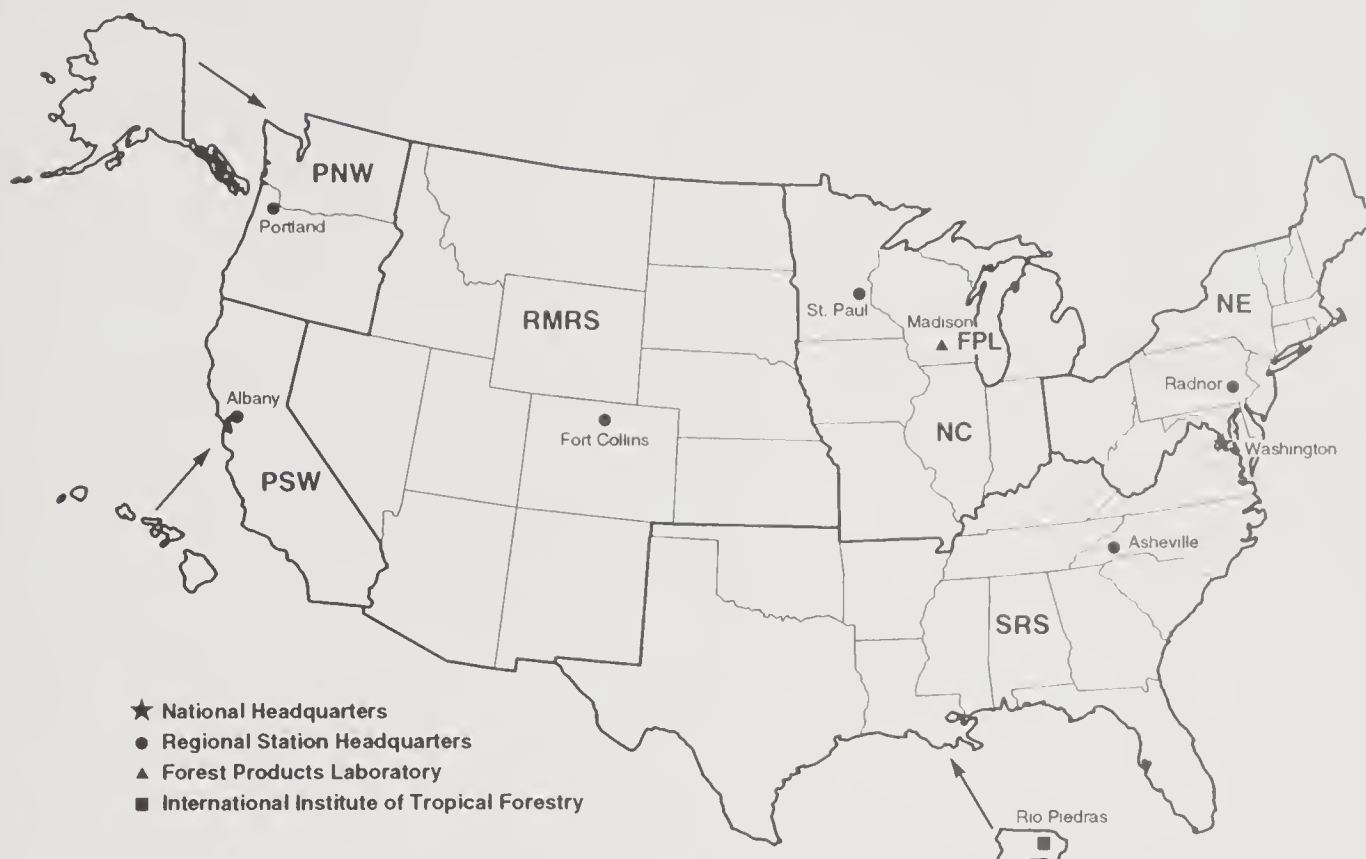 PNW
Portland
RMRS
St. Paul
Madison
FPL
NE
Radnor
Albany
Fort Collins
NC
Washington
PSW
Asheville
SRS
National Headquarters
Regional Station Headquarters
Forest Products Laboratory
International Institute of Tropical Forestry
Rio Piedras